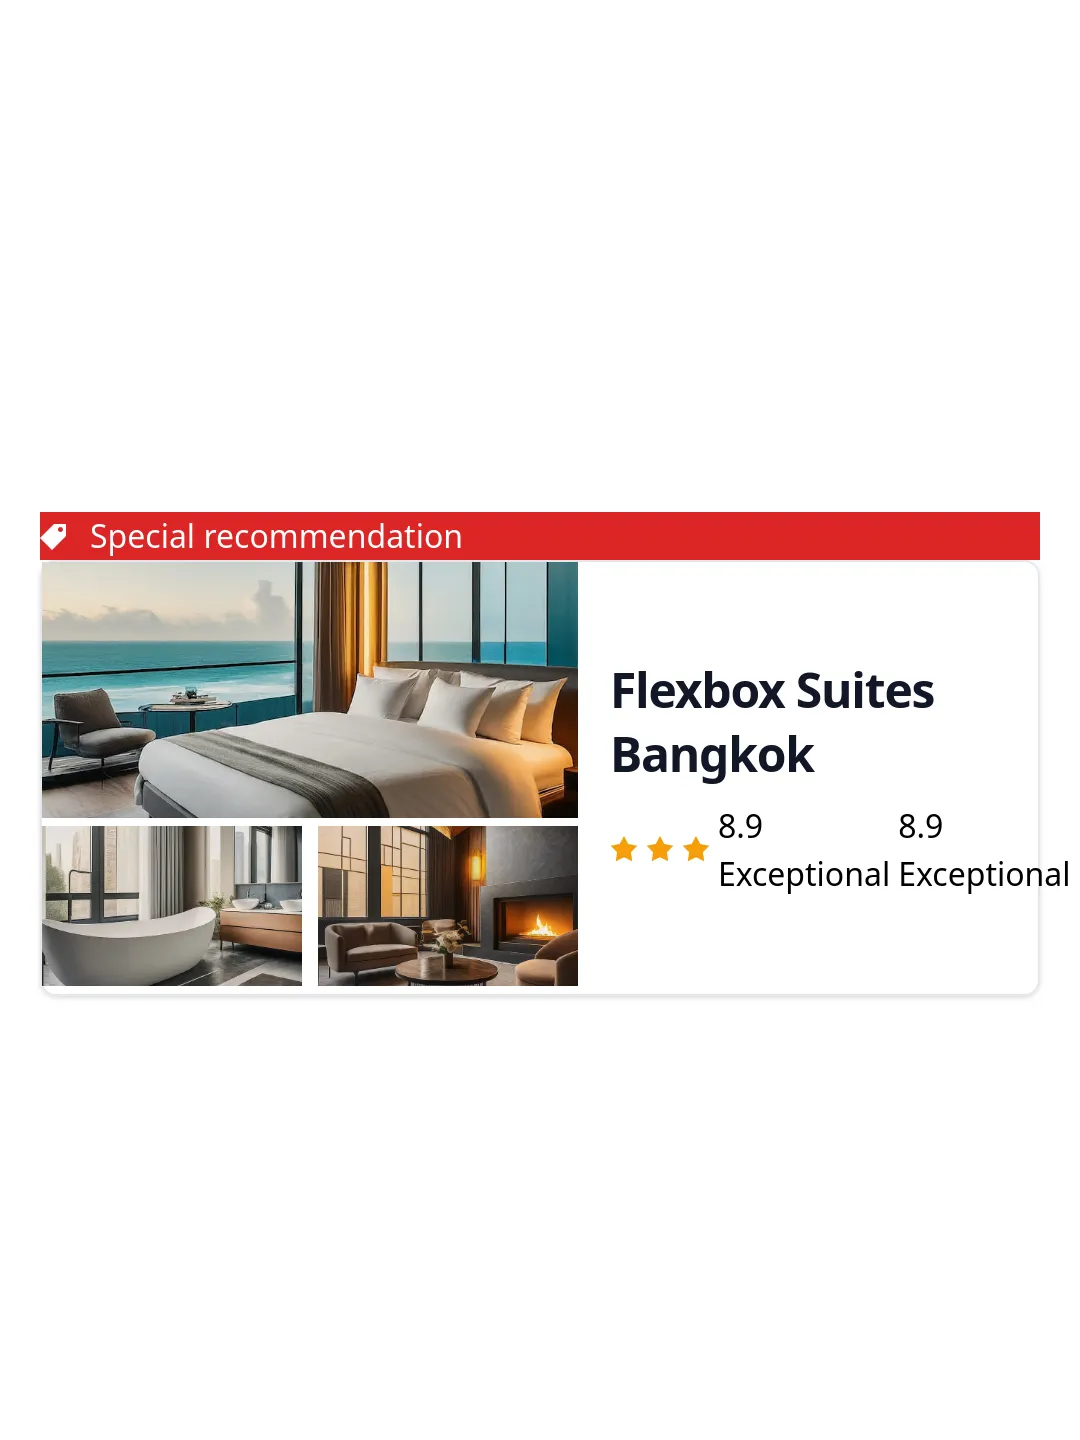 Special recommendation
Flexbox Suites
Bangkok
8.9 8.9
Exceptional Exceptional